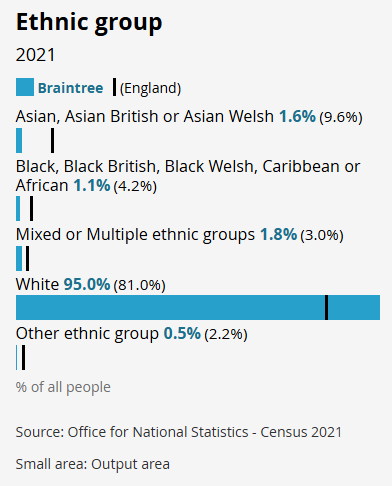 Ethnic group
2021
Braintree (England)
Asian, Asian British or Asian Welsh 1.6% (9.6%)
Black, Black British, Black Welsh, Caribbean or
African 1.1% (4.2%)
Mixed or Multiple ethnic groups 1.8% (3.0%)
White 95.0% (81.0%)
Other ethnic group 0.5% (2.2%)
% of all people
Source: Office for National Statistics - Census 2021
Small area: Output area